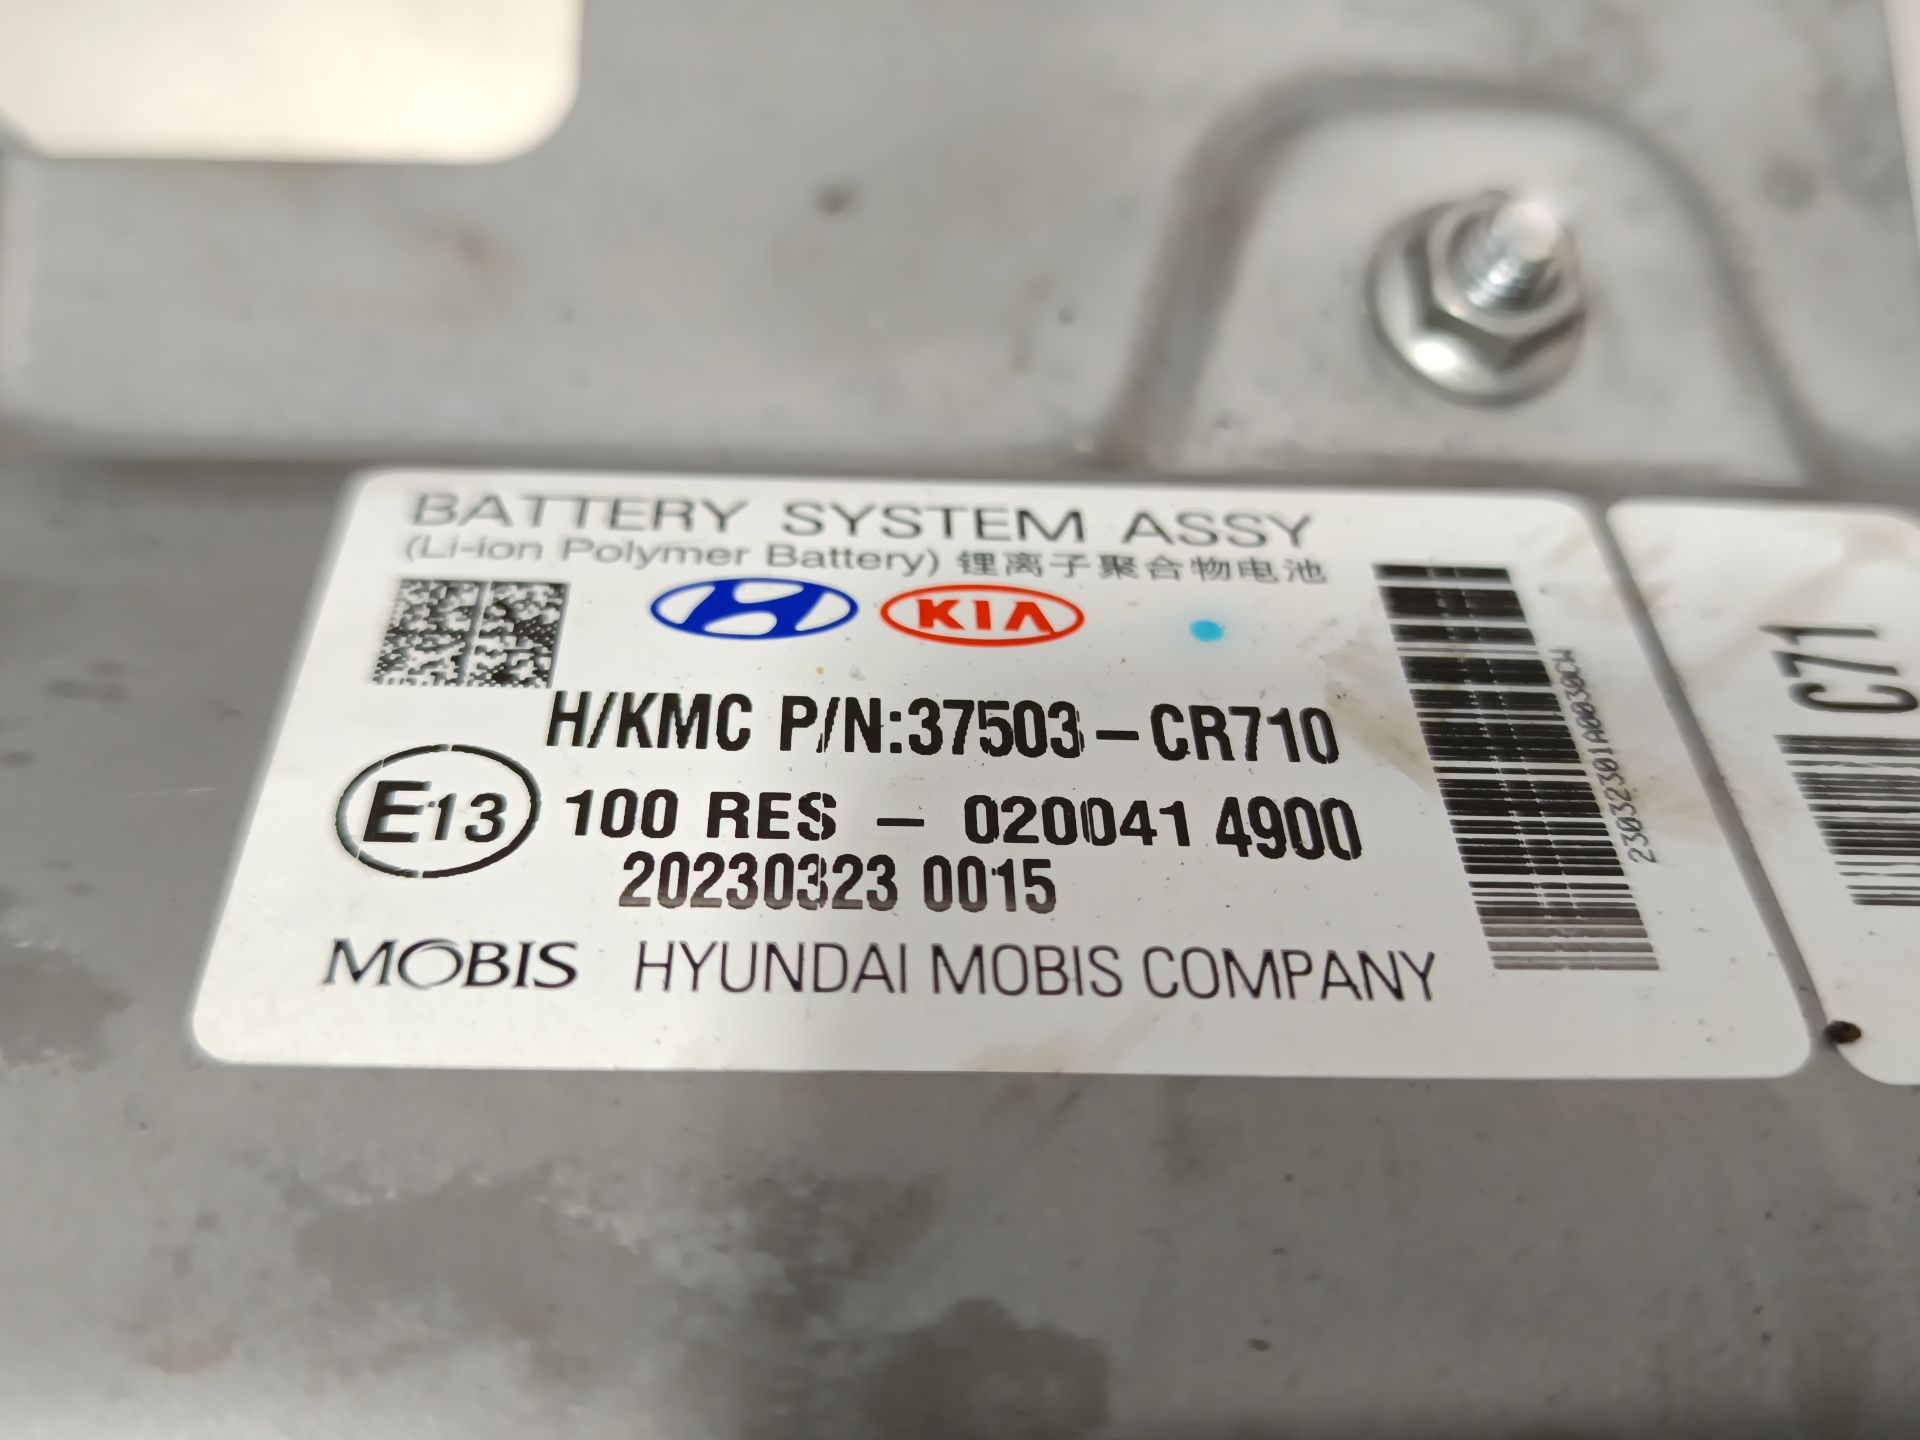 BATTERY SYSTEM ASSY
(Li-ion Polymer Battery) 锂离子聚合物电池
KIA
H/KMC P/N:37503-CR710
E13 100 RES - 020041 4900
20230323 0015
MOBIS HYUNDAI MOBIS COMPANY
2303232301A0030CW
C71